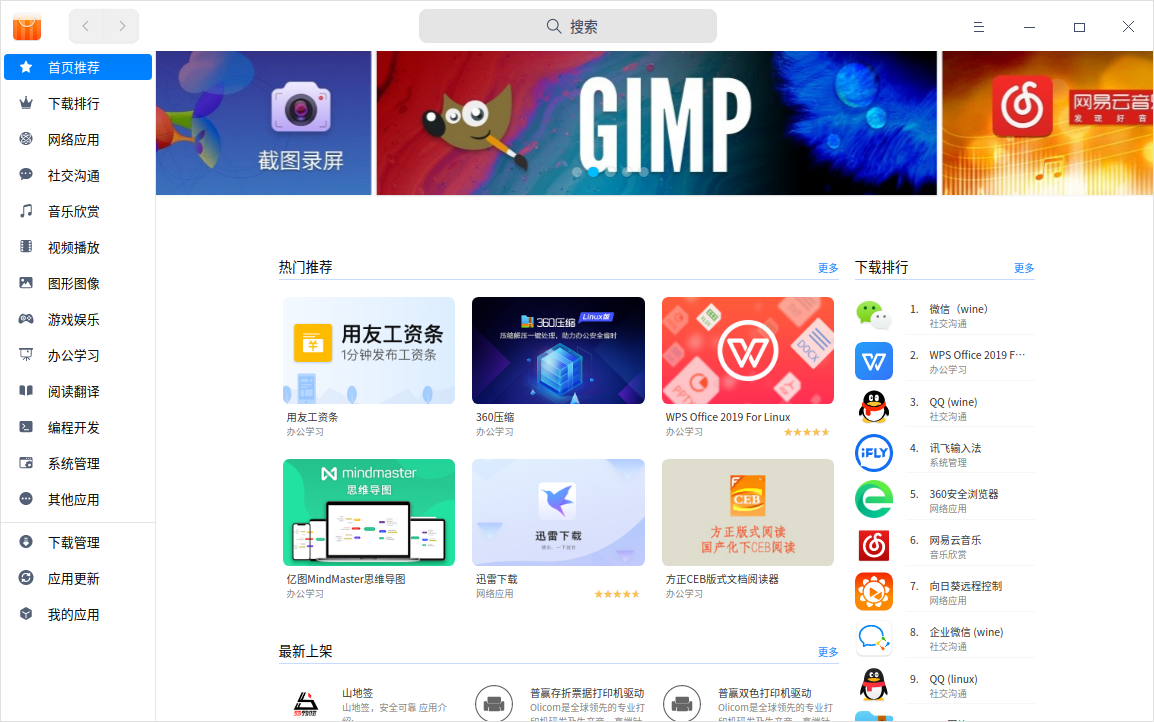 搜索
首页推荐
下载排行
网络应用
社交沟通
音乐欣赏
视频播放
图形图像
游戏娱乐
办公学习
阅读翻译
编程开发
系统管理
其他应用
下载管理
应用更新
我的应用
截图录屏
GIMP
网易云音
发现好音
热门推荐
更多
用友工资条
1分钟发布工资条
用友工资条
办公学习
360压缩 Linux版
压缩解压一键处理，助力办公安全省时
360压缩
办公学习
DOCX
PPTX
WPS Office 2019 For Linux
办公学习
mindmaster
思维导图
亿图MindMaster思维导图
办公学习
迅雷下载
迅雷下载
网络应用
CEB
方正版式阅读
国产化下CEB阅读
方正CEB版式文档阅读器
办公学习
最新上架
更多
山地签
山地签，安全可靠 应用介
普赢存折票据打印机驱动
Olicom是全球领先的专业打
普赢双色打印机驱动
Olicom是全球领先的专业打
下载排行
更多
1. 微信（wine）
社交沟通
2. WPS Office 2019 F···
办公学习
3. QQ (wine)
社交沟通
iFLY
4. 讯飞输入法
系统管理
5. 360安全浏览器
网络应用
6. 网易云音乐
音乐欣赏
7. 向日葵远程控制
网络应用
8. 企业微信 (wine)
社交沟通
9. QQ (linux)
社交沟通